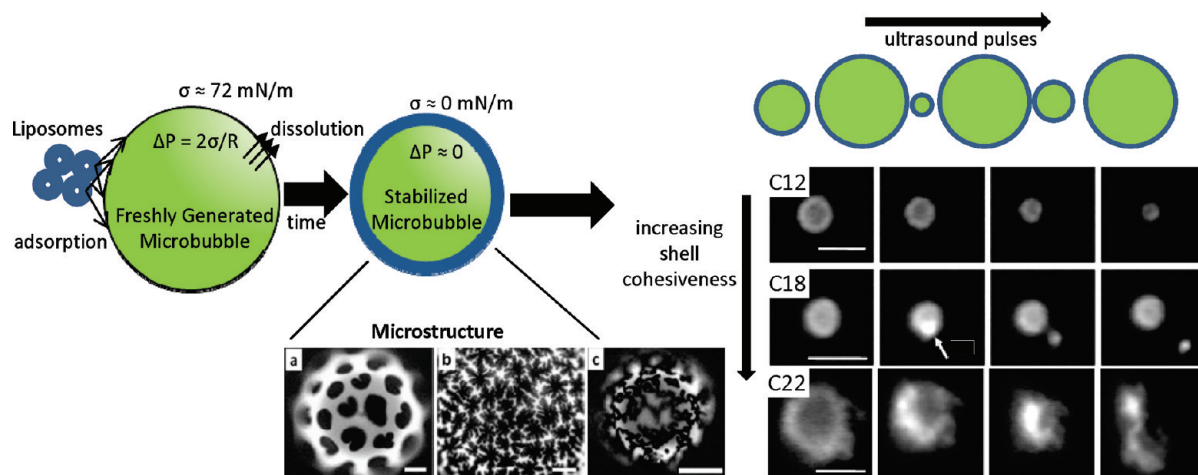 σ ≈ 72 mN/m
Liposomes
dissolution
ΔP = 2σ/R
adsorption
Freshly Generated
Microbubble
time
σ ≈ 0 mN/m
ΔP ≈ 0
Stabilized
Microbubble
Microstructure
a
b
c
ultrasound pulses
increasing
shell
cohesiveness
C12
C18
C22